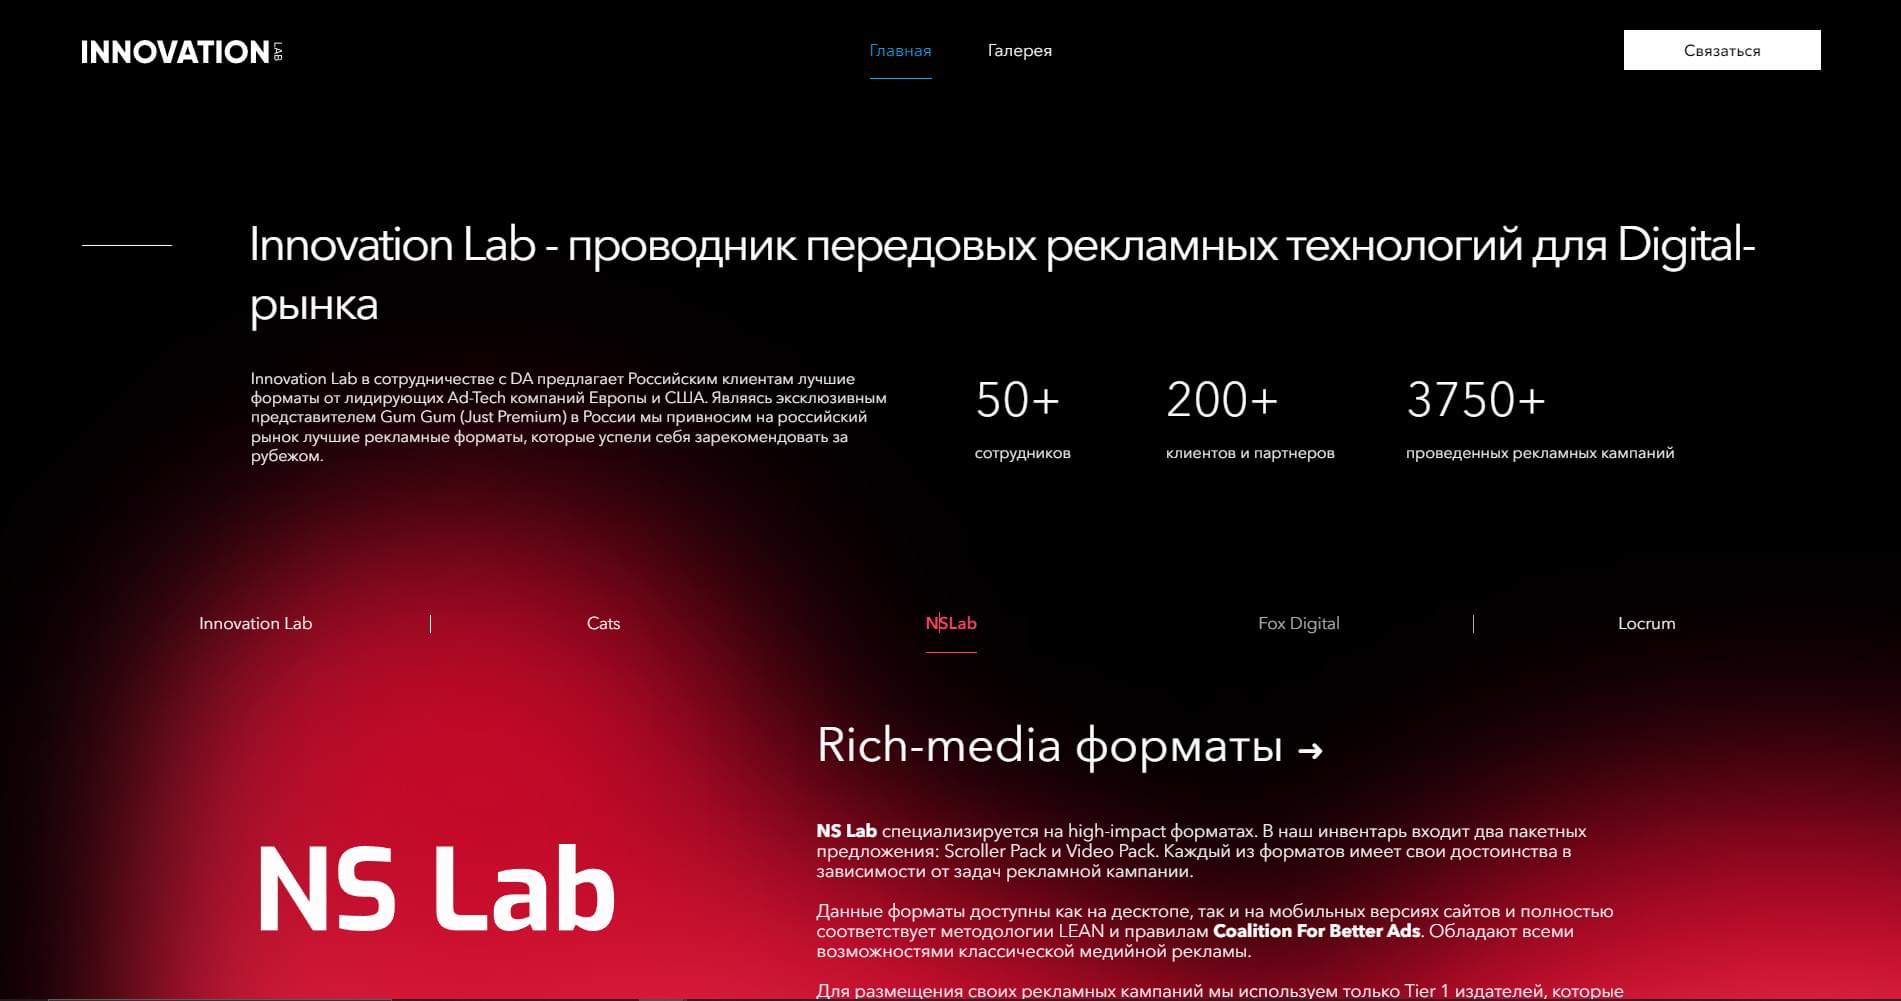 INNOVATION LAB
Главная
Галерея
Связаться
Innovation Lab - проводник передовых рекламных технологий для Digital-
рынка
Innovation Lab в сотрудничестве с DA предлагает Российским клиентам лучшие
форматы от лидирующих Ad-Tech компаний Европы и США. Являясь эксклюзивным
представителем Gum Gum (Just Premium) в России мы привносим на российский
рынок лучшие рекламные форматы, которые успели себя зарекомендовать за
рубежом.
50+
сотрудников
200+
клиентов и партнеров
3750+
проведенных рекламных кампаний
Innovation Lab
Cats
NSLab
Fox Digital
Locrum
NS Lab
Rich-media форматы →
NS Lab специализируется на high-impact форматах. В наш инвентарь входит два пакетных
предложения: Scroller Pack и Video Pack. Каждый из форматов имеет свои достоинства в
зависимости от задач рекламной кампании.
Данные форматы доступны как на десктопе, так и на мобильных версиях сайтов и полностью
соответствует методологии LEAN и правилам Coalition For Better Ads. Обладают всеми
возможностями классической медийной рекламы.
Для размещения своих рекламных кампаний мы используем только Tier 1 издателей, которые